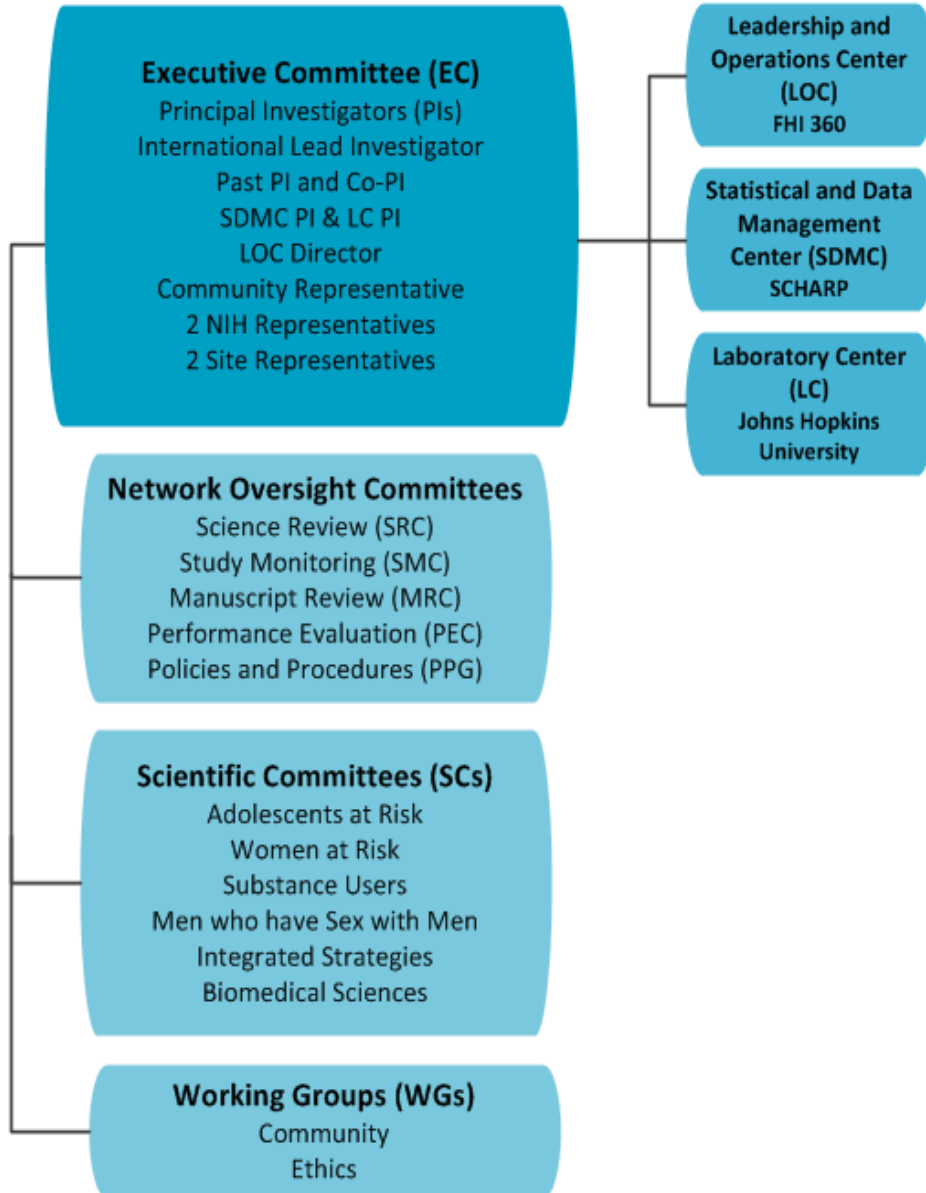 Executive Committee (EC)
Principal Investigators (PIs)
International Lead Investigator
Past PI and Co-PI
SDMC PI & LC PI
LOC Director
Community Representative
2 NIH Representatives
2 Site Representatives
Leadership and
Operations Center
(LOC)
FHI 360
Statistical and Data
Management
Center (SDMC)
SCHARP
Laboratory Center
(LC)
Johns Hopkins
University
Network Oversight Committees
Science Review (SRC)
Study Monitoring (SMC)
Manuscript Review (MRC)
Performance Evaluation (PEC)
Policies and Procedures (PPG)
Scientific Committees (SCs)
Adolescents at Risk
Women at Risk
Substance Users
Men who have Sex with Men
Integrated Strategies
Biomedical Sciences
Working Groups (WGs)
Community
Ethics